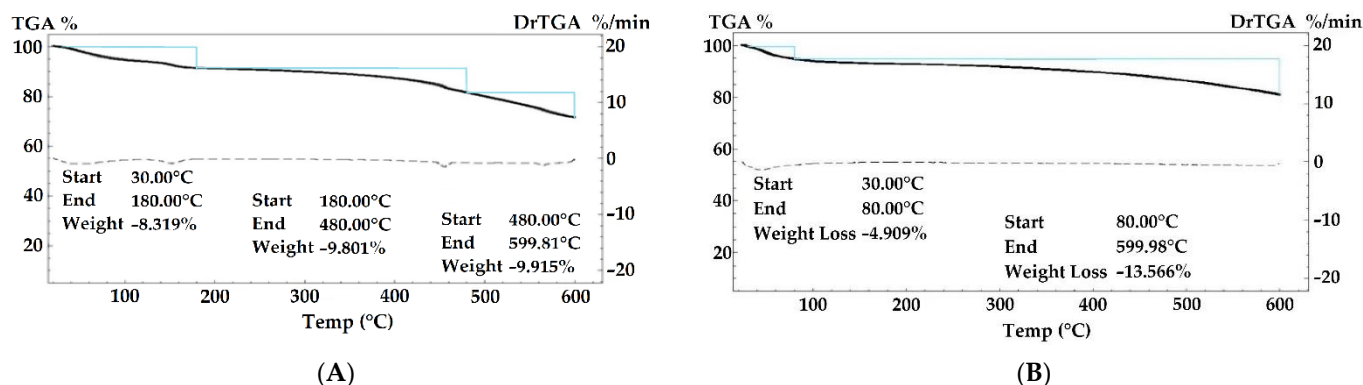 TGA %
DrTGA %/min
100
80
60
40
20
20
10
0
−10
−20
Start 30.00°C
End 180.00°C
Weight −8.319%
Start 180.00°C
End 480.00°C
Weight −9.801%
Start 480.00°C
End 599.81°C
Weight −9.915%
100 200 300 400 500 600
Temp (°C)
(A)
TGA %
DrTGA %/min
100
80
60
40
20
20
10
0
−10
−20
Start 30.00°C
End 80.00°C
Weight Loss −4.909%
Start 80.00°C
End 599.98°C
Weight Loss −13.566%
100 200 300 400 500 600
Temp (°C)
(B)